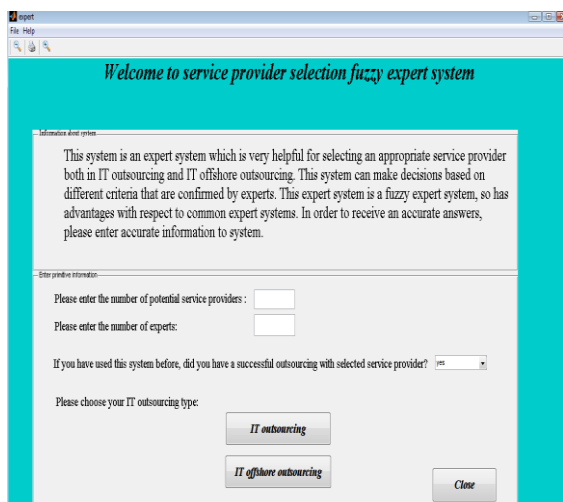 expert
File Help
Welcome to service provider selection fuzzy expert system
Information about system
This system is an expert system which is very helpful for selecting an appropriate service provider
both in IT outsourcing and IT offshore outsourcing. This system can make decisions based on
different criteria that are confirmed by experts. This expert system is a fuzzy expert system, so has
advantages with respect to common expert systems. In order to receive an accurate answers,
please enter accurate information to system.
Enter primitive information
Please enter the number of potential service providers :
Please enter the number of experts:
If you have used this system before, did you have a successful outsourcing with selected service provider? yes
Please choose your IT outsourcing type:
IT outsourcing
IT offshore outsourcing
Close